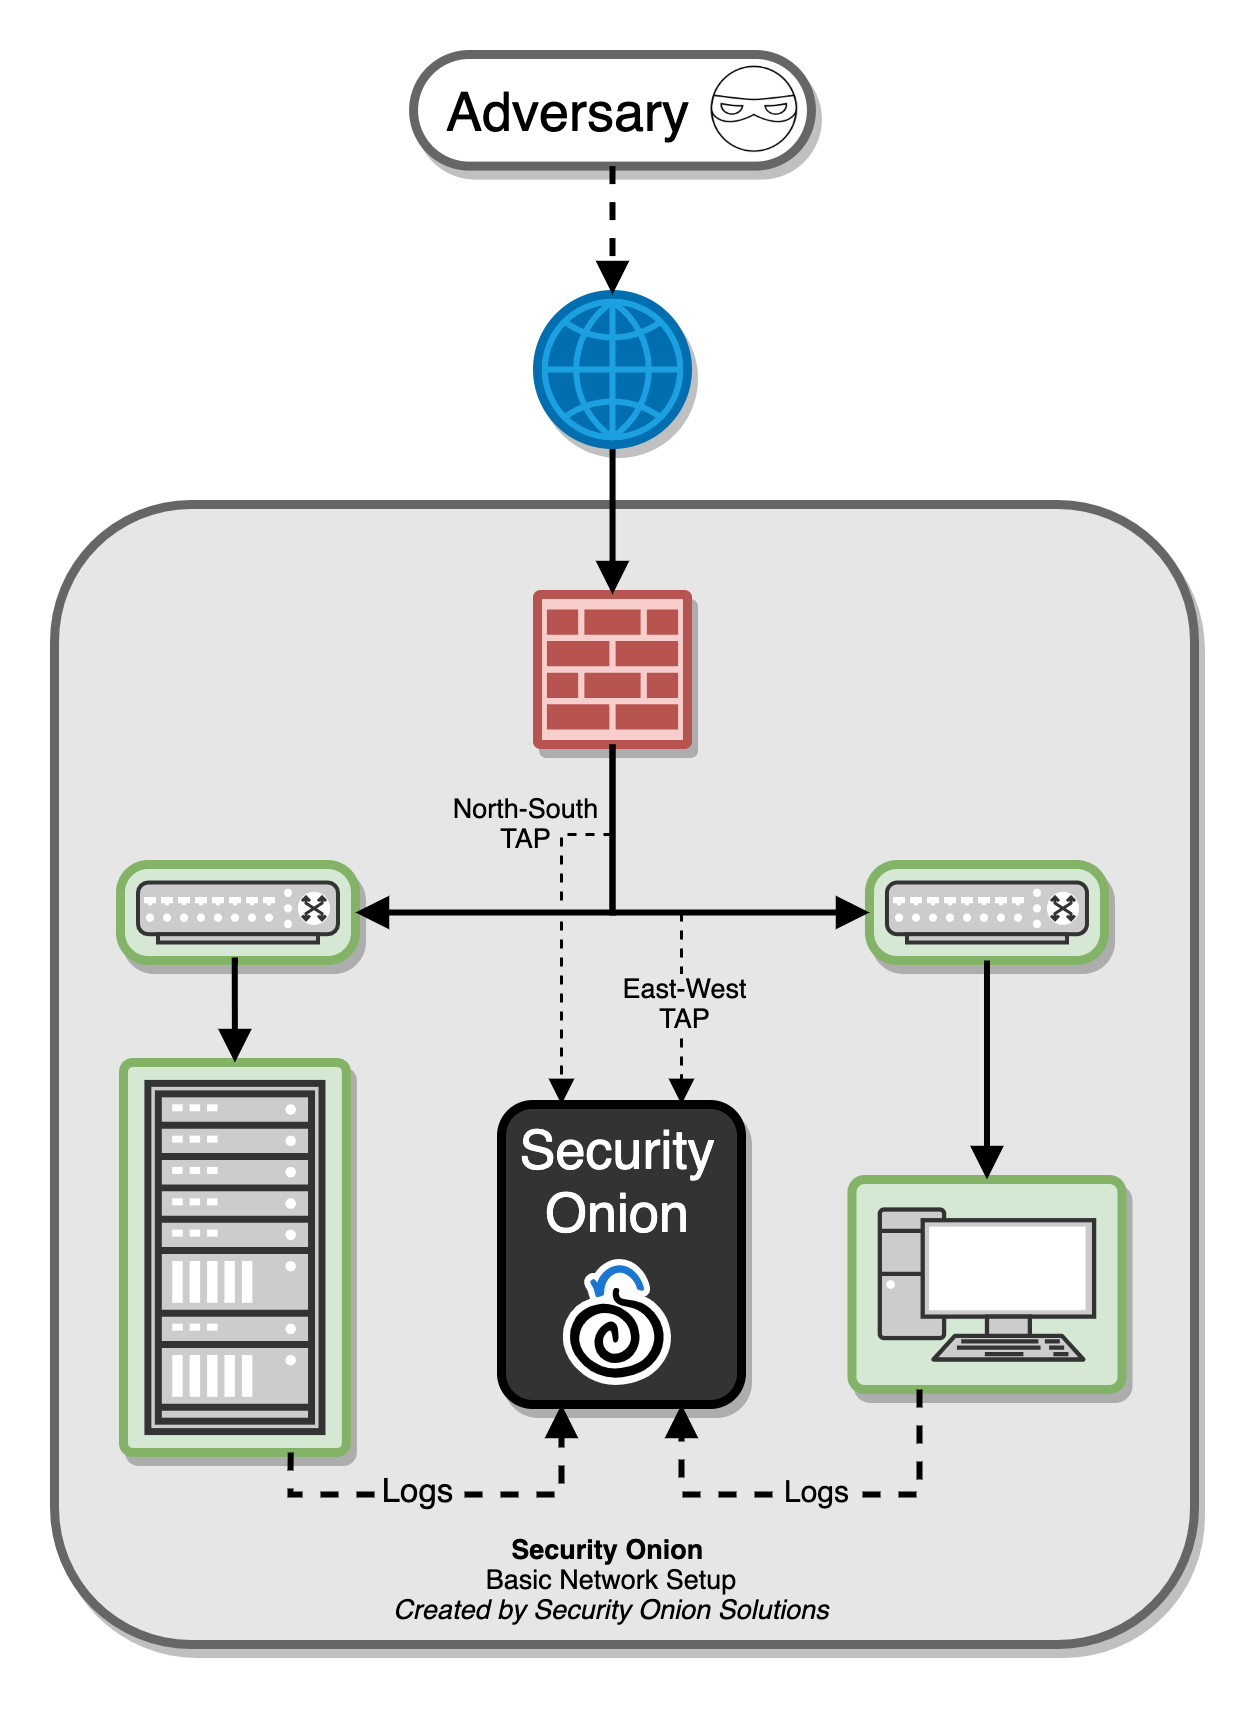 Adversary
North-South
TAP
East-West
TAP
Security
Onion
Logs
Logs
Security Onion
Basic Network Setup
Created by Security Onion Solutions